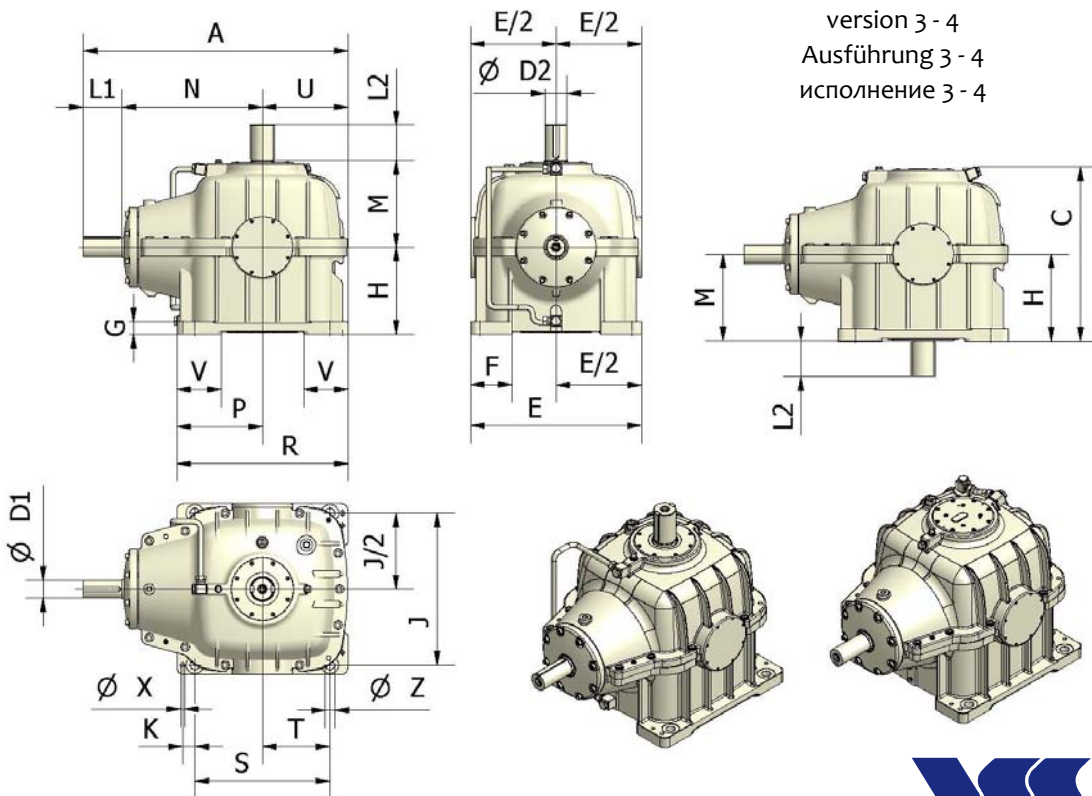 version 3 - 4
Ausführung 3 - 4
исполнение 3 - 4
A
L1
N
U
L2
M
H
G
V
V
P
R
E/2
E/2
Ø D2
F
E/2
E
C
M
H
L2
Ø D1
J/2
J
Ø X
Ø Z
K
T
S